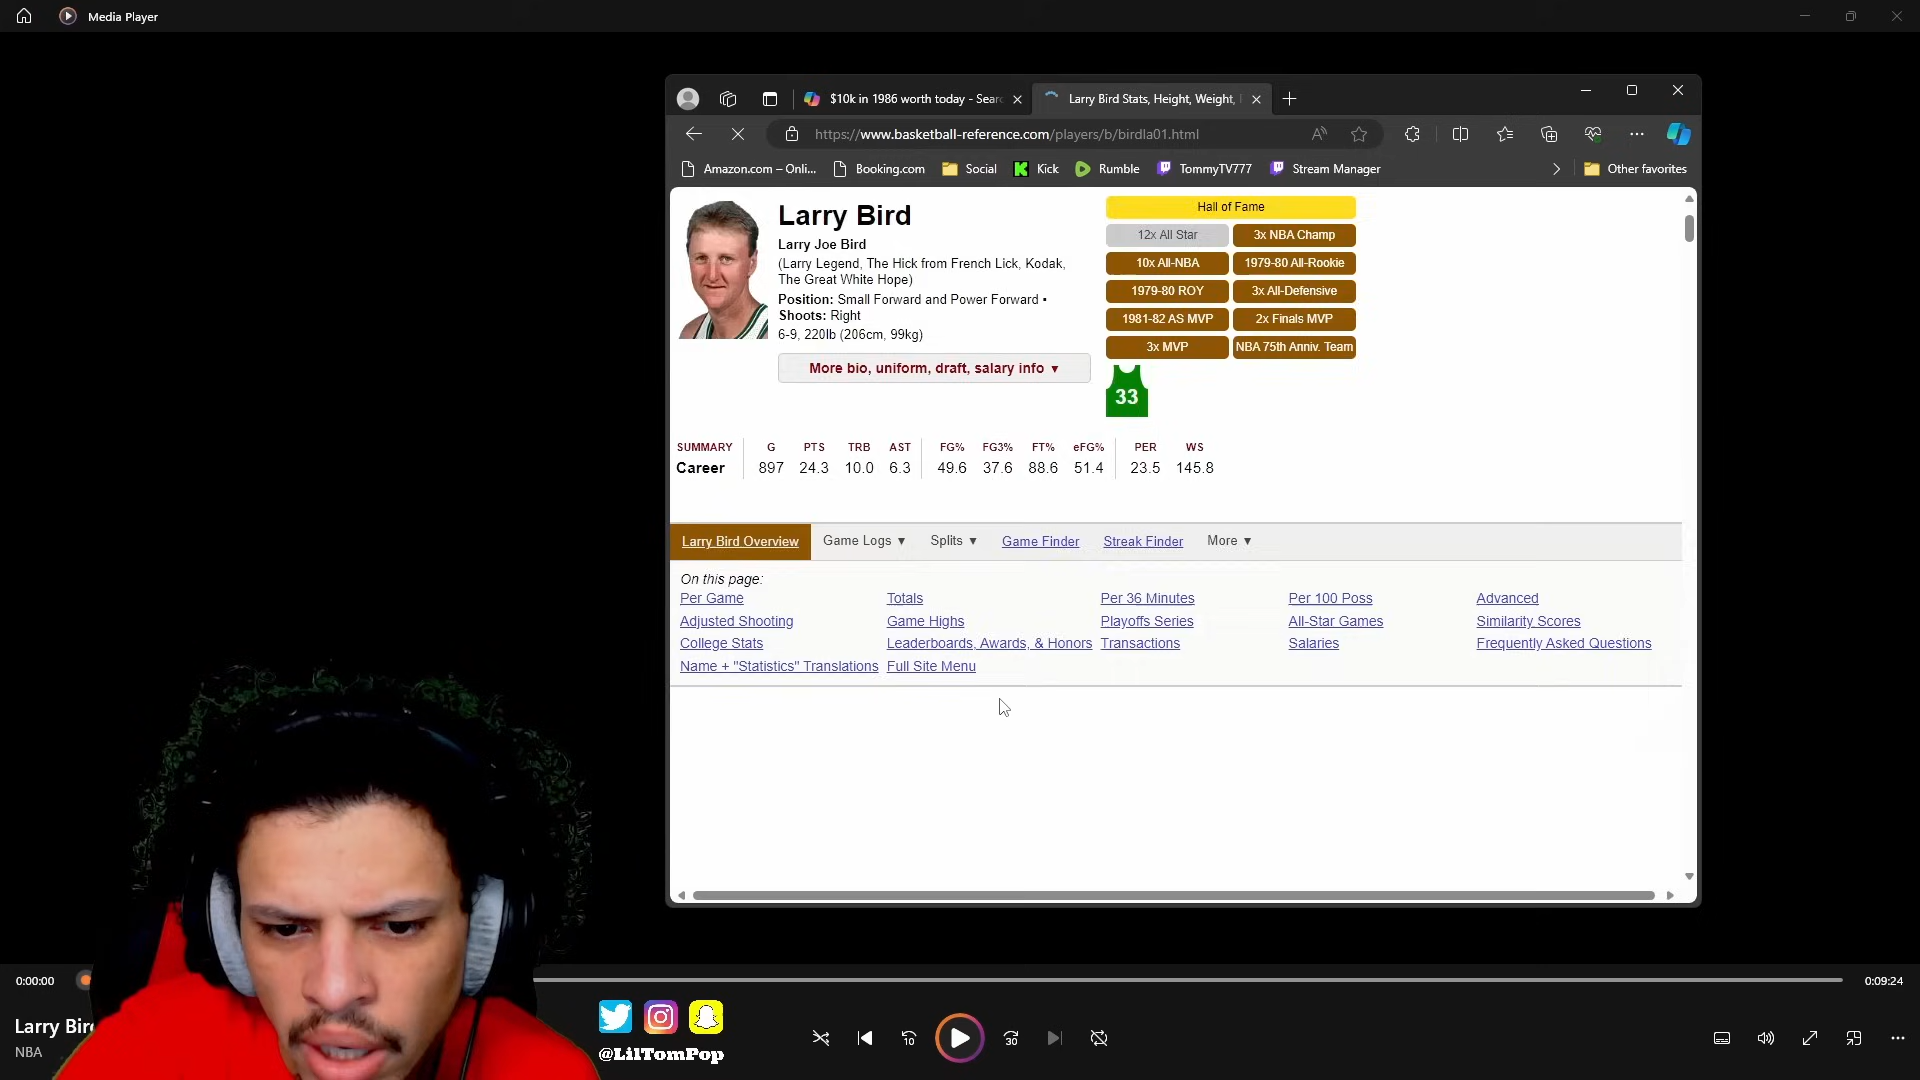 Media Player
$10k in 1986 worth today - Searc
Larry Bird Stats, Height, Weight,
https://www.basketball-reference.com/players/b/birdla01.html
Amazon.com – Onli...
Booking.com
Social
Kick
Rumble
TommyTV777
Stream Manager
Other favorites
Larry Bird
Larry Joe Bird
(Larry Legend, The Hick from French Lick, Kodak,
The Great White Hope)
Position: Small Forward and Power Forward ▪
Shoots: Right
6-9, 220lb (206cm, 99kg)
More bio, uniform, draft, salary info ▼
Hall of Fame
12x All Star
3x NBA Champ
10x All-NBA
1979-80 All-Rookie
1979-80 ROY
3x All-Defensive
1981-82 AS MVP
2x Finals MVP
3x MVP
NBA 75th Anniv. Team
33
SUMMARY G PTS TRB AST FG% FG3% FT% eFG% PER WS
Career 897 24.3 10.0 6.3 49.6 37.6 88.6 51.4 23.5 145.8
Larry Bird Overview Game Logs ▼ Splits ▼ Game Finder Streak Finder More ▼
On this page:
Per Game Totals Per 36 Minutes Per 100 Poss Advanced
Adjusted Shooting Game Highs Playoffs Series All-Star Games Similarity Scores
College Stats Leaderboards, Awards, & Honors Transactions Salaries Frequently Asked Questions
Name + "Statistics" Translations Full Site Menu
0:00:00
0:09:24
Larry Bir
NBA
@LilTomPop
10
30